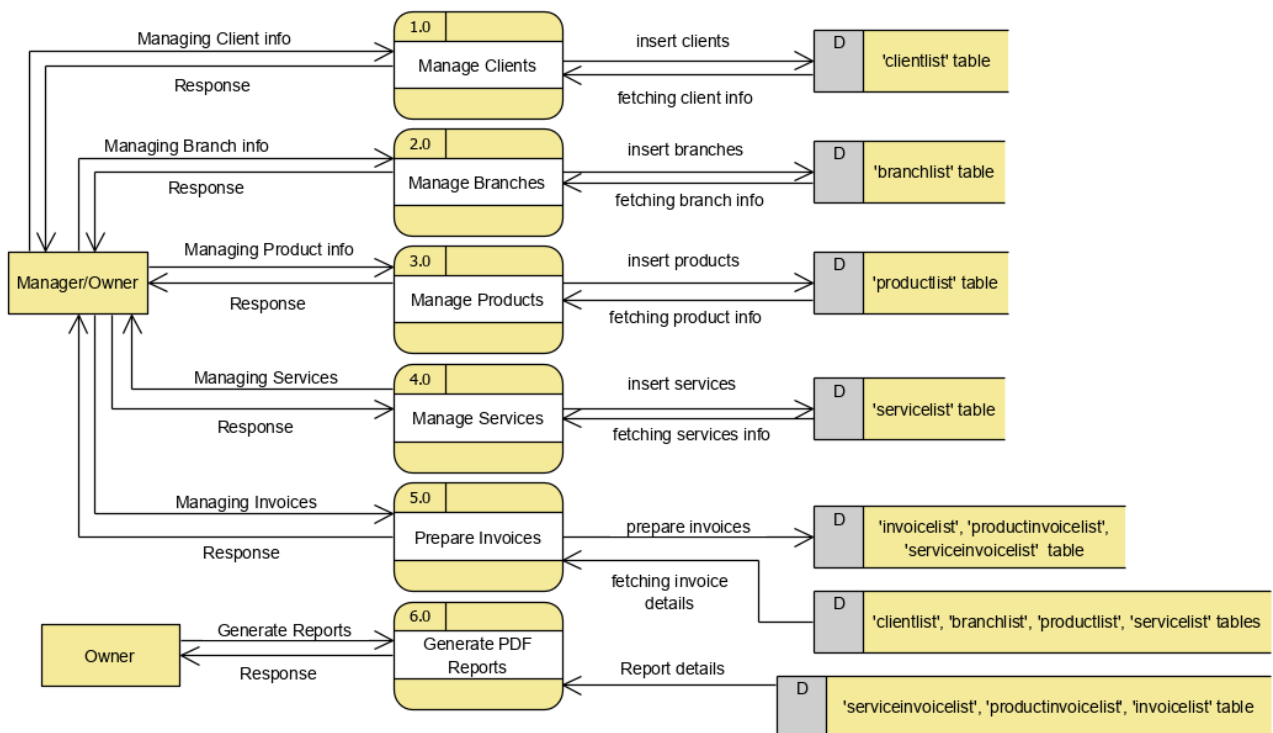 1.0
Managing Client info
insert clients
D
Manage Clients
'clientlist' table
Response
fetching client info
2.0
Managing Branch info
insert branches
D
Manage Branches
'branchlist' table
Response
fetching branch info
Managing Product info
3.0
insert products
D
Manager/Owner
Manage Products
'productlist' table
Response
fetching product info
4.0
Managing Services
insert services
D
Manage Services
'servicelist' table
Response
fetching services info
5.0
Managing Invoices
prepare invoices
D
Prepare Invoices
'invoicelist', 'productinvoicelist',
'serviceinvoicelist' table
Response
fetching invoice
details
D
'clientlist', 'branchlist', 'productlist', 'servicelist' tables
6.0
Generate Reports
Owner
Generate PDF
Reports
Response
Report details
D
'serviceinvoicelist', 'productinvoicelist', 'invoicelist' table